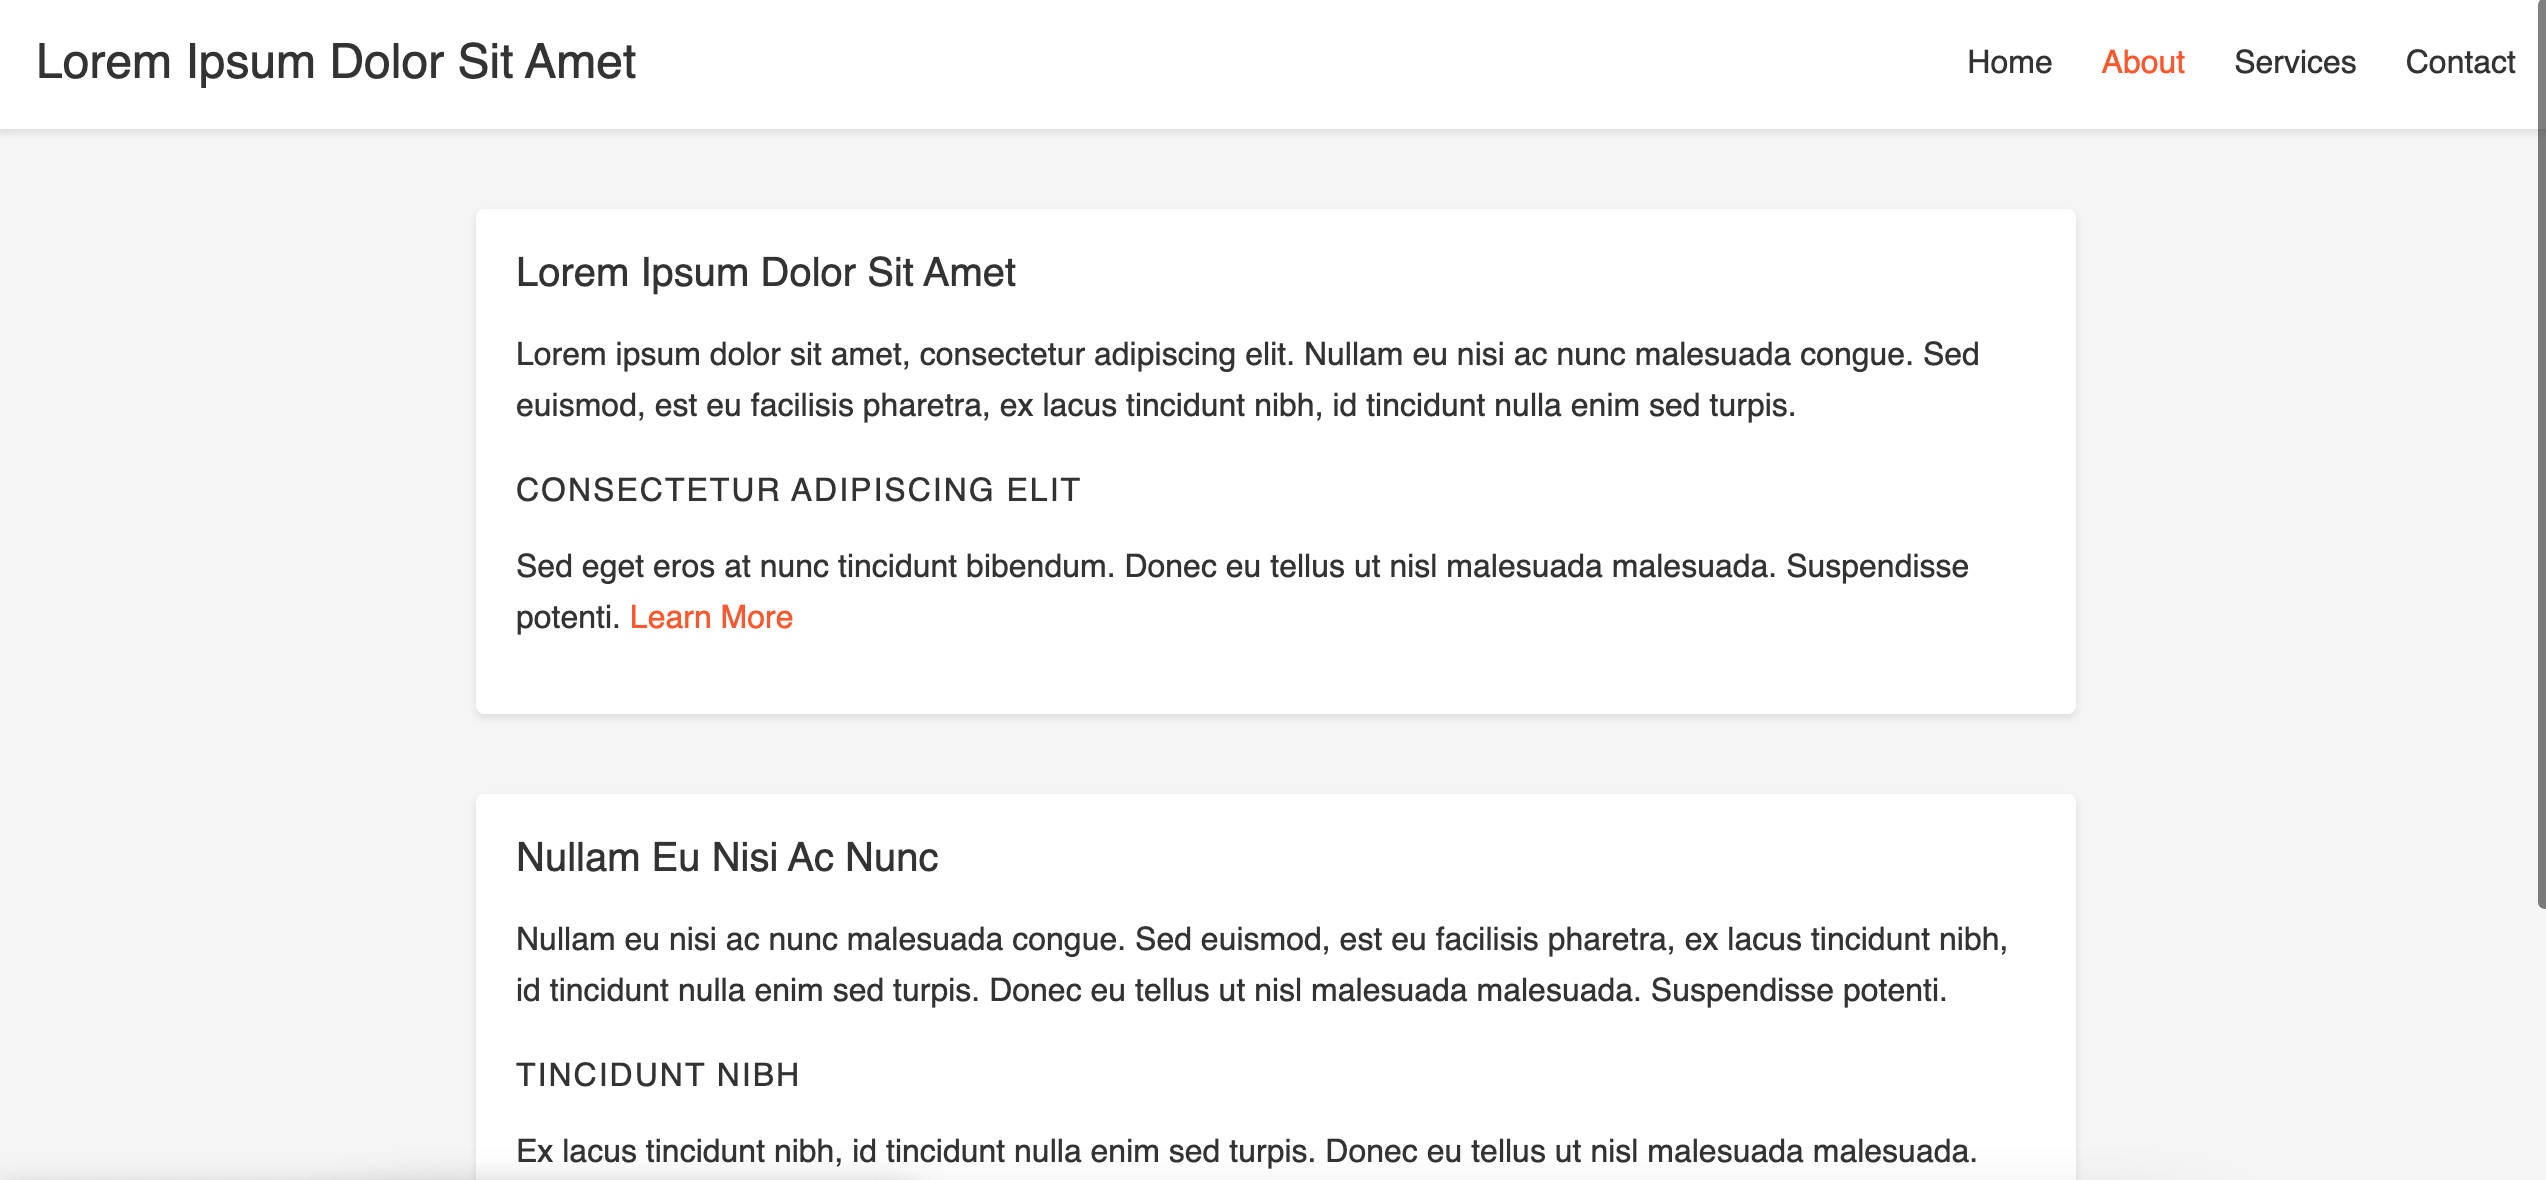 Lorem Ipsum Dolor Sit Amet
Home About Services Contact
Lorem Ipsum Dolor Sit Amet
Lorem ipsum dolor sit amet, consectetur adipiscing elit. Nullam eu nisi ac nunc malesuada congue. Sed
euismod, est eu facilisis pharetra, ex lacus tincidunt nibh, id tincidunt nulla enim sed turpis.
CONSECTETUR ADIPISCING ELIT
Sed eget eros at nunc tincidunt bibendum. Donec eu tellus ut nisl malesuada malesuada. Suspendisse
potenti. Learn More
Nullam Eu Nisi Ac Nunc
Nullam eu nisi ac nunc malesuada congue. Sed euismod, est eu facilisis pharetra, ex lacus tincidunt nibh,
id tincidunt nulla enim sed turpis. Donec eu tellus ut nisl malesuada malesuada. Suspendisse potenti.
TINCIDUNT NIBH
Ex lacus tincidunt nibh, id tincidunt nulla enim sed turpis. Donec eu tellus ut nisl malesuada malesuada.